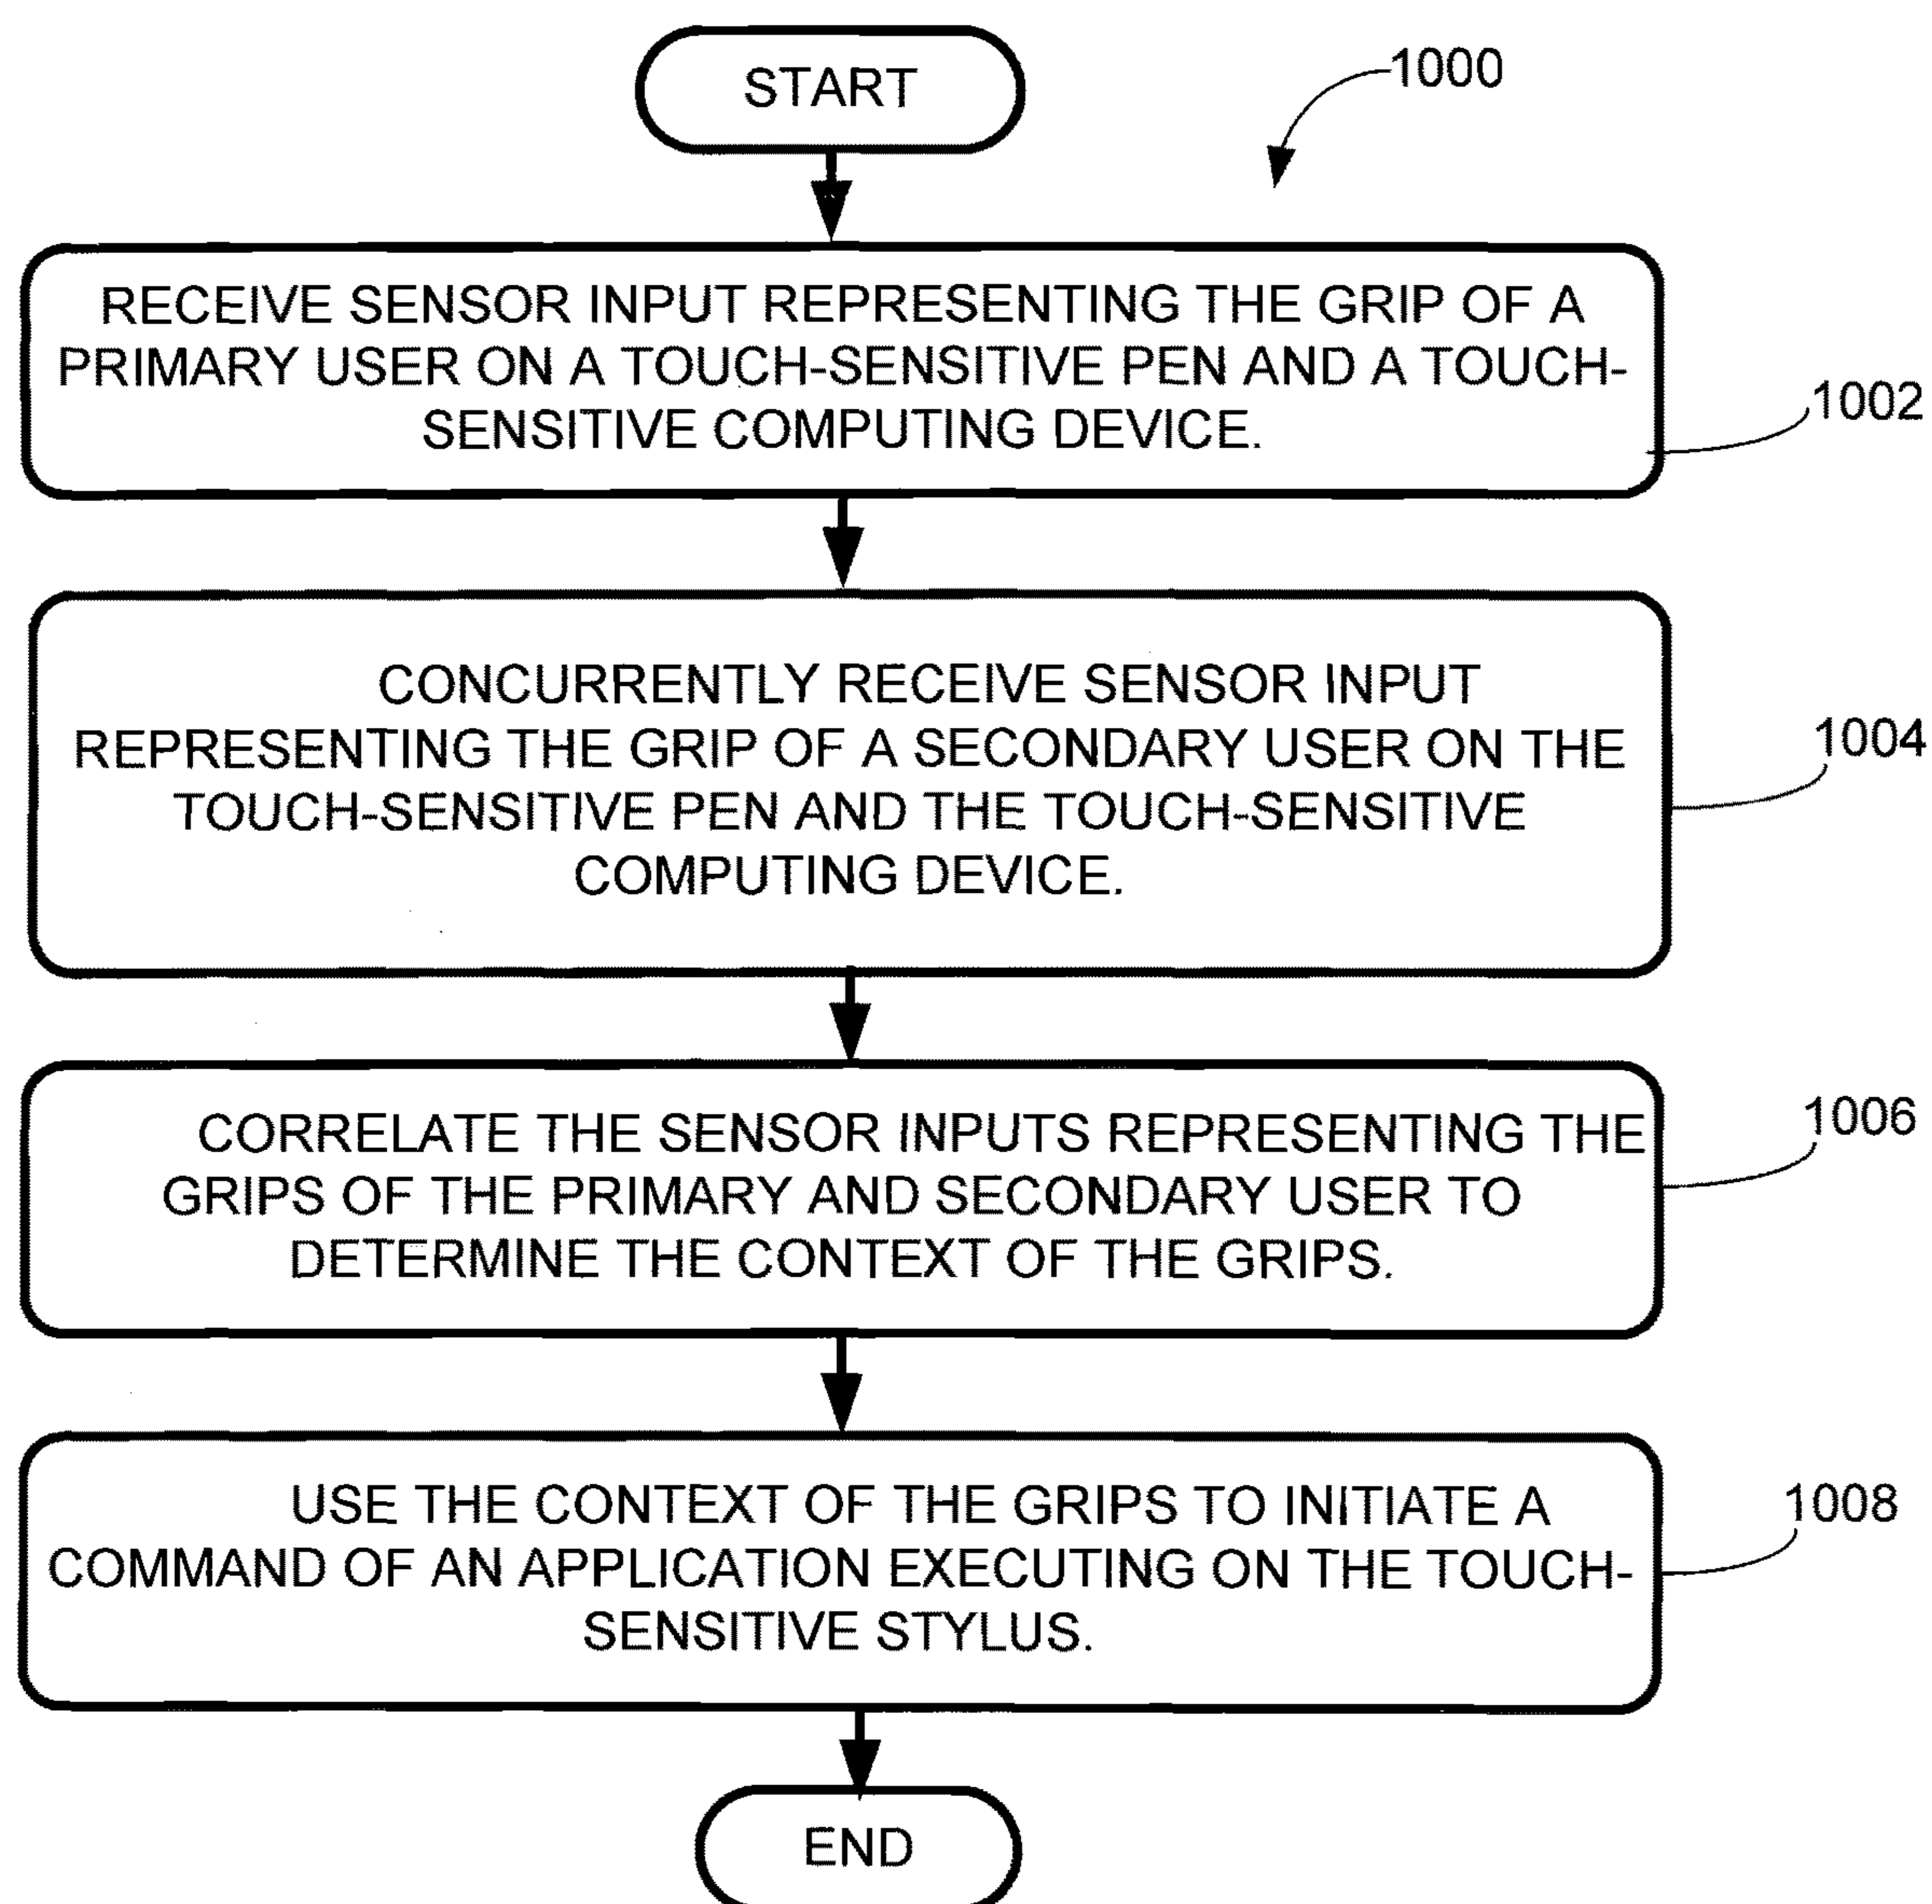 START
1000
RECEIVE SENSOR INPUT REPRESENTING THE GRIP OF A
PRIMARY USER ON A TOUCH-SENSITIVE PEN AND A TOUCH-
SENSITIVE COMPUTING DEVICE.
1002
CONCURRENTLY RECEIVE SENSOR INPUT
REPRESENTING THE GRIP OF A SECONDARY USER ON THE
TOUCH-SENSITIVE PEN AND THE TOUCH-SENSITIVE
COMPUTING DEVICE.
1004
CORRELATE THE SENSOR INPUTS REPRESENTING THE
GRIPS OF THE PRIMARY AND SECONDARY USER TO
DETERMINE THE CONTEXT OF THE GRIPS.
1006
USE THE CONTEXT OF THE GRIPS TO INITIATE A
COMMAND OF AN APPLICATION EXECUTING ON THE TOUCH-
SENSITIVE STYLUS.
1008
END